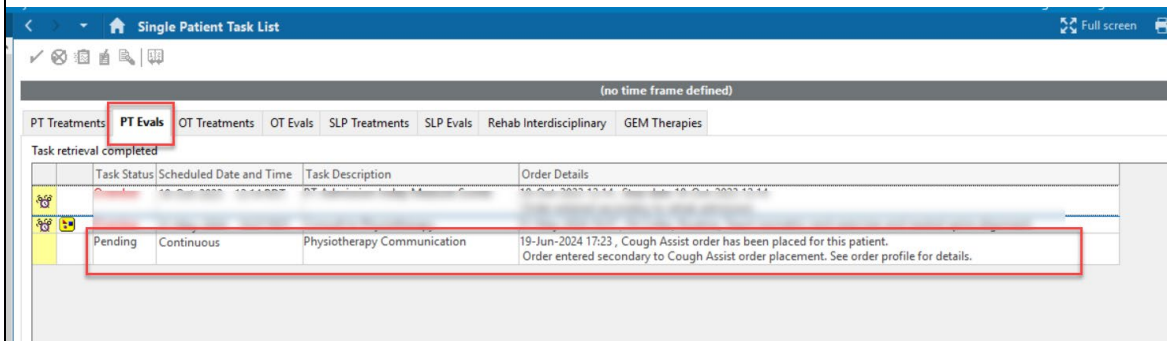 Single Patient Task List
Full screen
(no time frame defined)
PT Treatments PT Evals OT Treatments OT Evals SLP Treatments SLP Evals Rehab Interdisciplinary GEM Therapies
Task retrieval completed
Task Status Scheduled Date and Time Task Description Order Details
Pending Continuous Physiotherapy Communication 19-Jun-2024 17:23 , Cough Assist order has been placed for this patient.
Order entered secondary to Cough Assist order placement. See order profile for details.